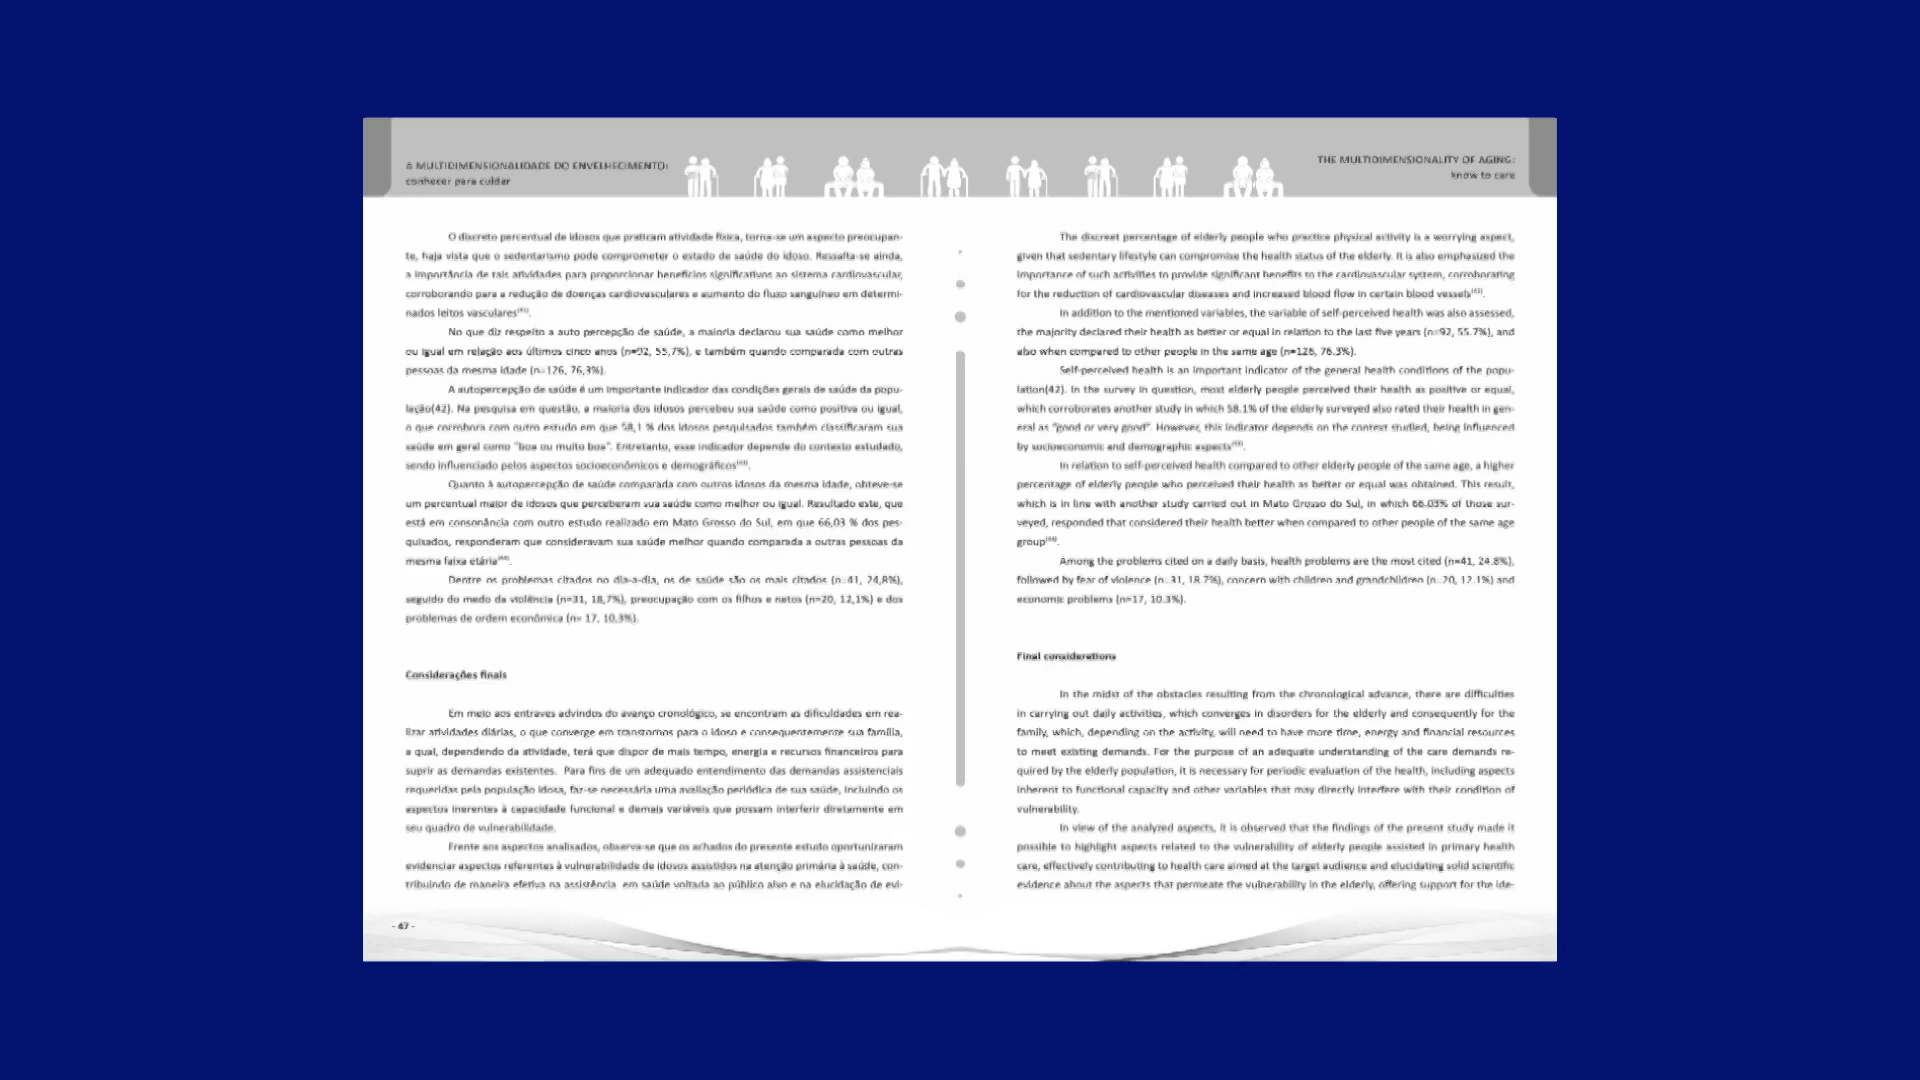 A MULTIDIMENSIONALIDADE DO ENVELHECIMENTO:
conhecer para cuidar
THE MULTIDIMENSIONALITY OF AGING:
know to care
O discreto percentual de idosos que praticam atividade física, torna-se um aspecto preocupan-
te, haja vista que o sedentarismo pode comprometer o estado de saúde do idoso. Ressalta-se ainda,
a importância de tais atividades para proporcionar benefícios significativos ao sistema cardiovascular,
corroborando para a redução de doenças cardiovasculares e aumento do fluxo sanguíneo em determi-
nados leitos vasculares(41).
No que diz respeito a auto percepção de saúde, a maioria declarou sua saúde como melhor
ou igual em relação aos últimos cinco anos (n=92, 55,7%), e também quando comparada com outras
pessoas da mesma idade (n=126, 76,3%).
A autopercepção de saúde é um importante indicador das condições gerais de saúde da popu-
lação(42). Na pesquisa em questão, a maioria dos idosos percebeu sua saúde como positiva ou igual,
o que corrobora com outro estudo em que 58,1 % dos idosos pesquisados também classificaram sua
saúde em geral como "boa ou muito boa". Entretanto, esse indicador depende do contexto estudado,
sendo influenciado pelos aspectos socioeconômicos e demográficos(43).
Quanto à autopercepção de saúde comparada com outros idosos da mesma idade, obteve-se
um percentual maior de idosos que perceberam sua saúde como melhor ou igual. Resultado este, que
está em consonância com outro estudo realizado em Mato Grosso do Sul, em que 66,03 % dos pes-
quisados, responderam que consideravam sua saúde melhor quando comparada a outras pessoas da
mesma faixa etária(44).
Dentre os problemas citados no dia-a-dia, os de saúde são os mais citados (n=41, 24,8%),
seguido do medo da violência (n=31, 18,7%), preocupação com os filhos e netos (n=20, 12,1%) e dos
problemas de ordem econômica (n= 17, 10,3%).
Considerações finais
Em meio aos entraves advindos do avanço cronológico, se encontram as dificuldades em rea-
lizar atividades diárias, o que converge em transtornos para o idoso e consequentemente sua família,
a qual, dependendo da atividade, terá que dispor de mais tempo, energia e recursos financeiros para
suprir as demandas existentes.  Para fins de um adequado entendimento das demandas assistenciais
requeridas pela população idosa, faz-se necessária uma avaliação periódica de sua saúde, incluindo os
aspectos inerentes à capacidade funcional e demais variáveis que possam interferir diretamente em
seu quadro de vulnerabilidade.
Frente aos aspectos analisados, observa-se que os achados do presente estudo oportunizaram
evidenciar aspectos referentes à vulnerabilidade de idosos assistidos na atenção primária à saúde, con-
tribuindo de maneira efetiva na assistência  em saúde voltada ao público alvo e na elucidação de evi-
The discreet percentage of elderly people who practice physical activity is a worrying aspect,
given that sedentary lifestyle can compromise the health status of the elderly. It is also emphasized the
importance of such activities to provide significant benefits to the cardiovascular system, corroborating
for the reduction of cardiovascular diseases and increased blood flow in certain blood vessels(41).
In addition to the mentioned variables, the variable of self-perceived health was also assessed,
the majority declared their health as better or equal in relation to the last five years (n=92, 55.7%), and
also when compared to other people in the same age (n=126, 76.3%).
Self-perceived health is an important indicator of the general health conditions of the popu-
lation(42). In the survey in question, most elderly people perceived their health as positive or equal,
which corroborates another study in which 58.1% of the elderly surveyed also rated their health in gen-
eral as "good or very good". However, this indicator depends on the context studied, being influenced
by socioeconomic and demographic aspects(43).
In relation to self-perceived health compared to other elderly people of the same age, a higher
percentage of elderly people who perceived their health as better or equal was obtained. This result,
which is in line with another study carried out in Mato Grosso do Sul, in which 66.03% of those sur-
veyed, responded that considered their health better when compared to other people of the same age
group(44).
Among the problems cited on a daily basis, health problems are the most cited (n=41, 24.8%),
followed by fear of violence (n=31, 18.7%), concern with children and grandchildren (n=20, 12.1%) and
economic problems (n=17, 10.3%).
Final considerations
In the midst of the obstacles resulting from the chronological advance, there are difficulties
in carrying out daily activities, which converges in disorders for the elderly and consequently for the
family, which, depending on the activity, will need to have more time, energy and financial resources
to meet existing demands. For the purpose of an adequate understanding of the care demands re-
quired by the elderly population, it is necessary for periodic evaluation of the health, including aspects
inherent to functional capacity and other variables that may directly interfere with their condition of
vulnerability.
In view of the analyzed aspects, it is observed that the findings of the present study made it
possible to highlight aspects related to the vulnerability of elderly people assisted in primary health
care, effectively contributing to health care aimed at the target audience and elucidating solid scientific
evidence about the aspects that permeate the vulnerability in the elderly, offering support for the ide-
- 47 -